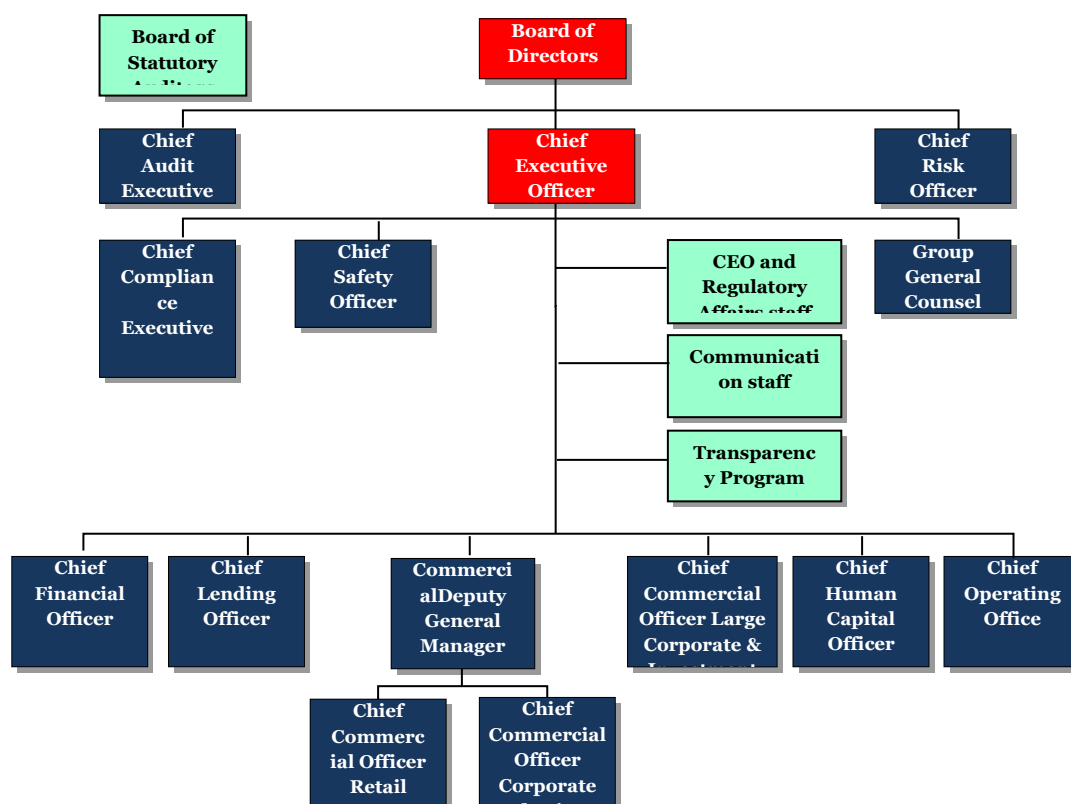 Board of
Statutory
Board of
Directors
Chief
Audit
Executive
Chief
Executive
Officer
Chief
Risk
Officer
Chief
Complian
ce
Executive
Chief
Safety
Officer
CEO and
Regulatory
Affairs staff
Group
General
Counsel
Communicati
on staff
Transparenc
y Program
Chief
Financial
Officer
Chief
Lending
Officer
Commerci
alDeputy
General
Manager
Chief
Commercial
Officer Large
Corporate &
Chief
Human
Capital
Officer
Chief
Operating
Office
Chief
Commerc
ial Officer
Retail
Chief
Commercial
Officer
Corporate